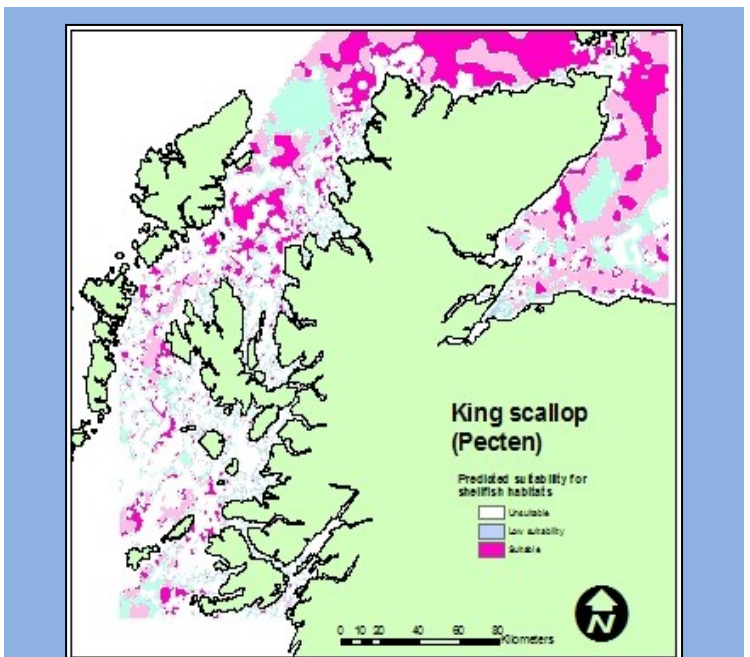 King scallop
(Pecten)
Predicted suitability for
shellfish habitats
Unsuitable
Low suitability
Suitable
N
0 10 20 40 60 80
Kilometers